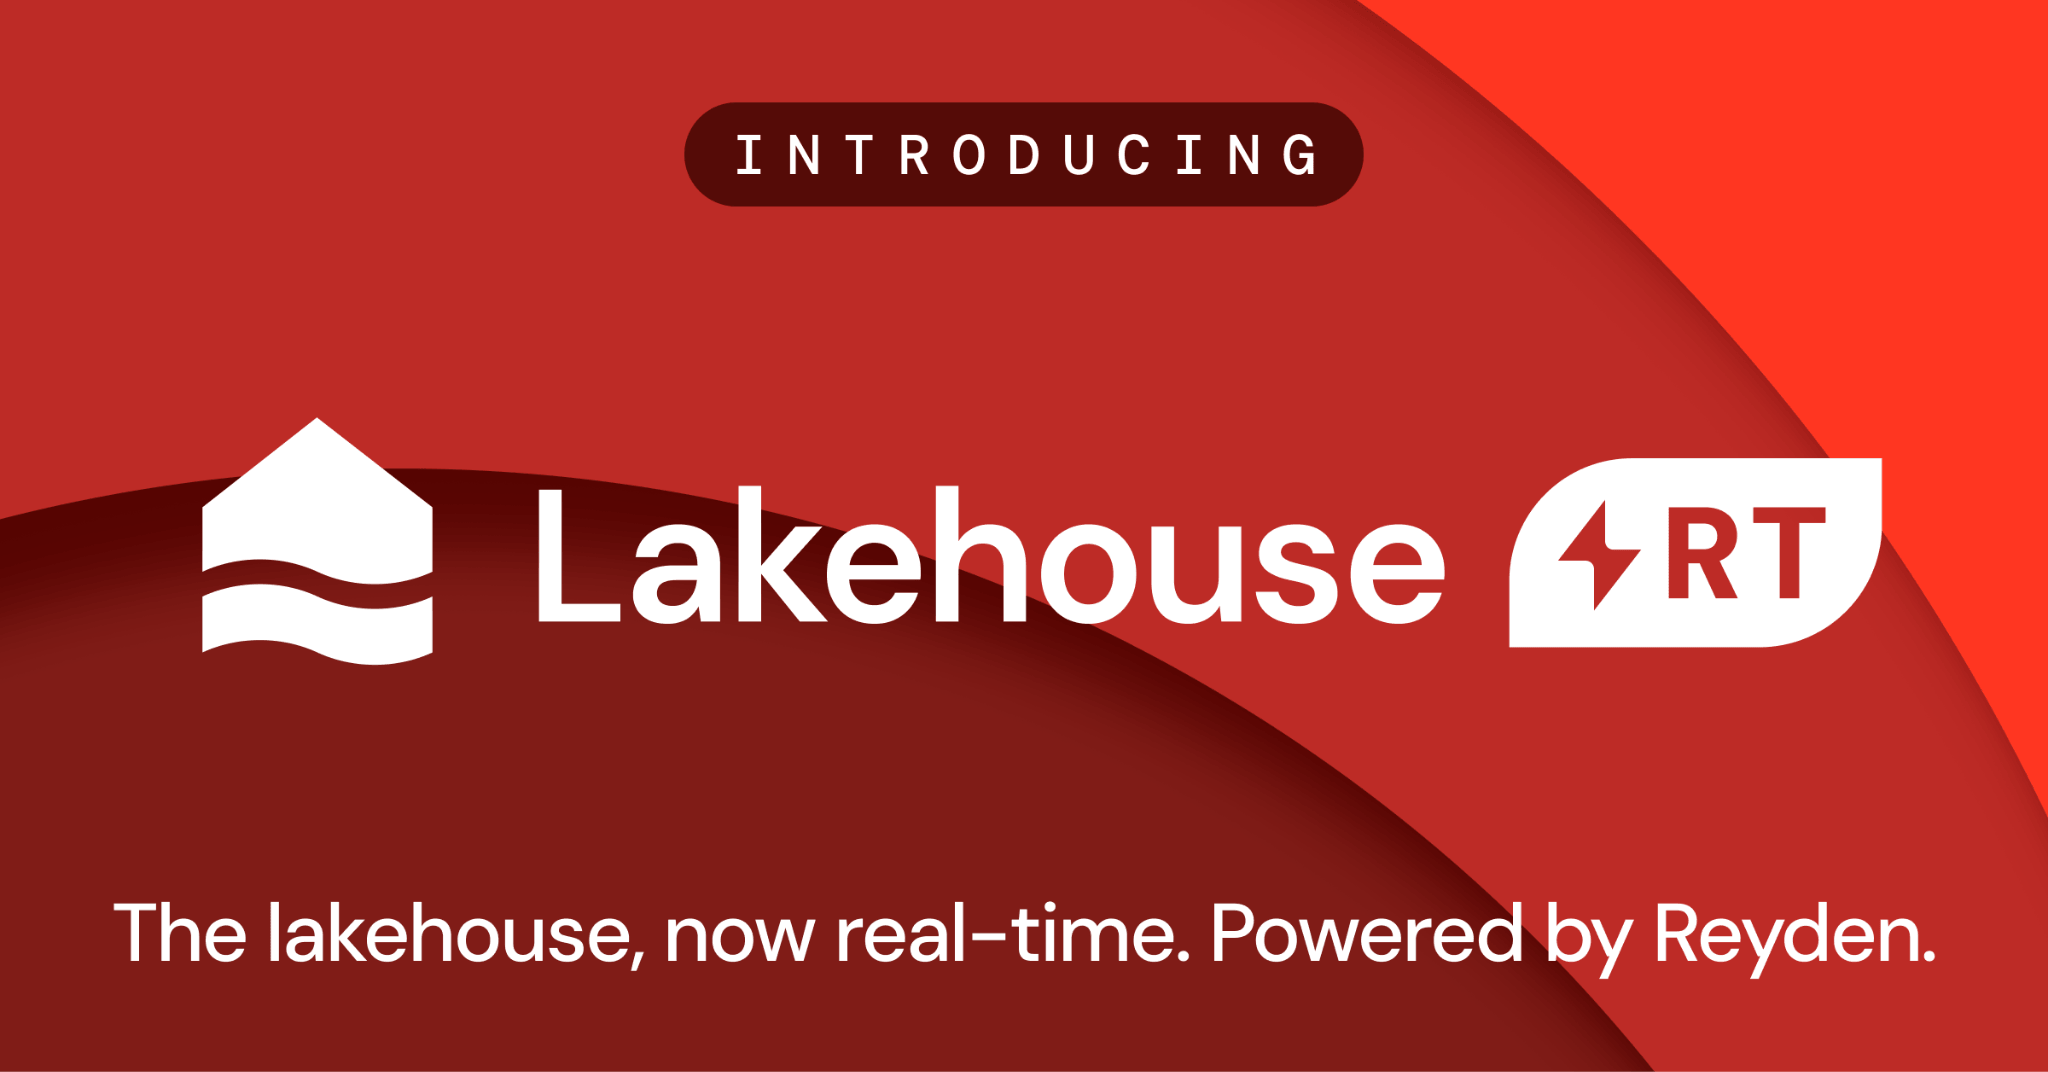 INTRODUCING
Lakehouse RT
The lakehouse, now real-time. Powered by Reyden.